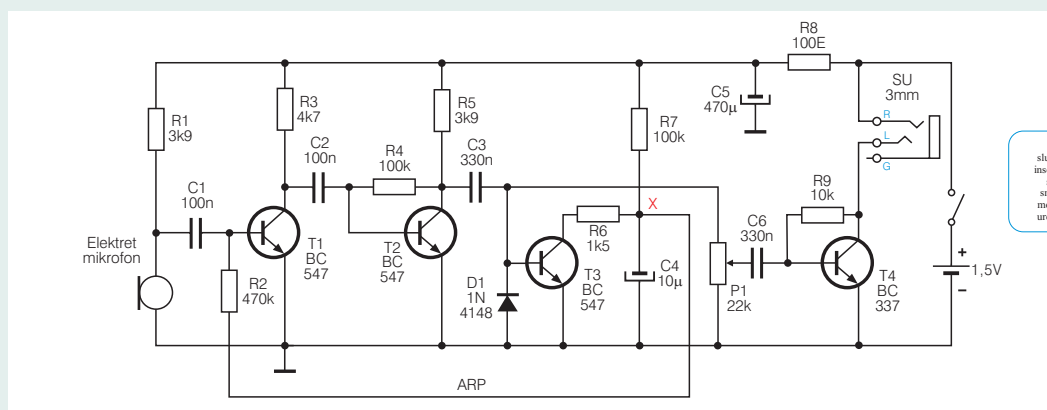 R8
100E
SU
3mm
R1
3k9
R3
4k7
R5
3k9
C5
470µ
R7
100k
R
L
G
C2
100n
R4
100k
C3
330n
C1
100n
R9
10k
X
C6
330n
R6
1k5
Elektret
mikrofon
T1
BC
547
T2
BC
547
R2
470k
D1
1N
4148
T3
BC
547
C4
10µ
P1
22k
T4
BC
337
+
1,5V
–
ARP